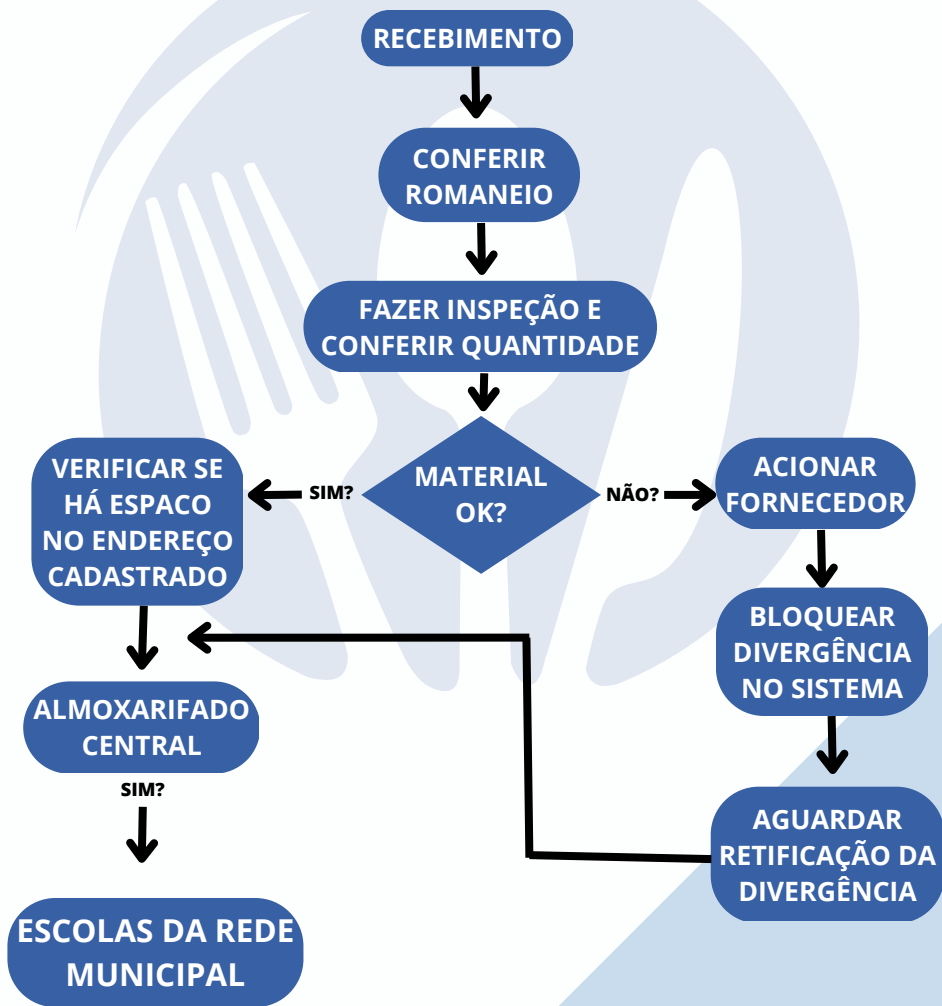 RECEBIMENTO
CONFERIR
ROMANEIO
FAZER INSPEÇÃO E
CONFERIR QUANTIDADE
MATERIAL
OK?
SIM?
NÃO?
VERIFICAR SE
HÁ ESPACO
NO ENDEREÇO
CADASTRADO
ACIONAR
FORNECEDOR
BLOQUEAR
DIVERGÊNCIA
NO SISTEMA
ALMOXARIFADO
CENTRAL
SIM?
AGUARDAR
RETIFICAÇÃO DA
DIVERGÊNCIA
ESCOLAS DA REDE
MUNICIPAL